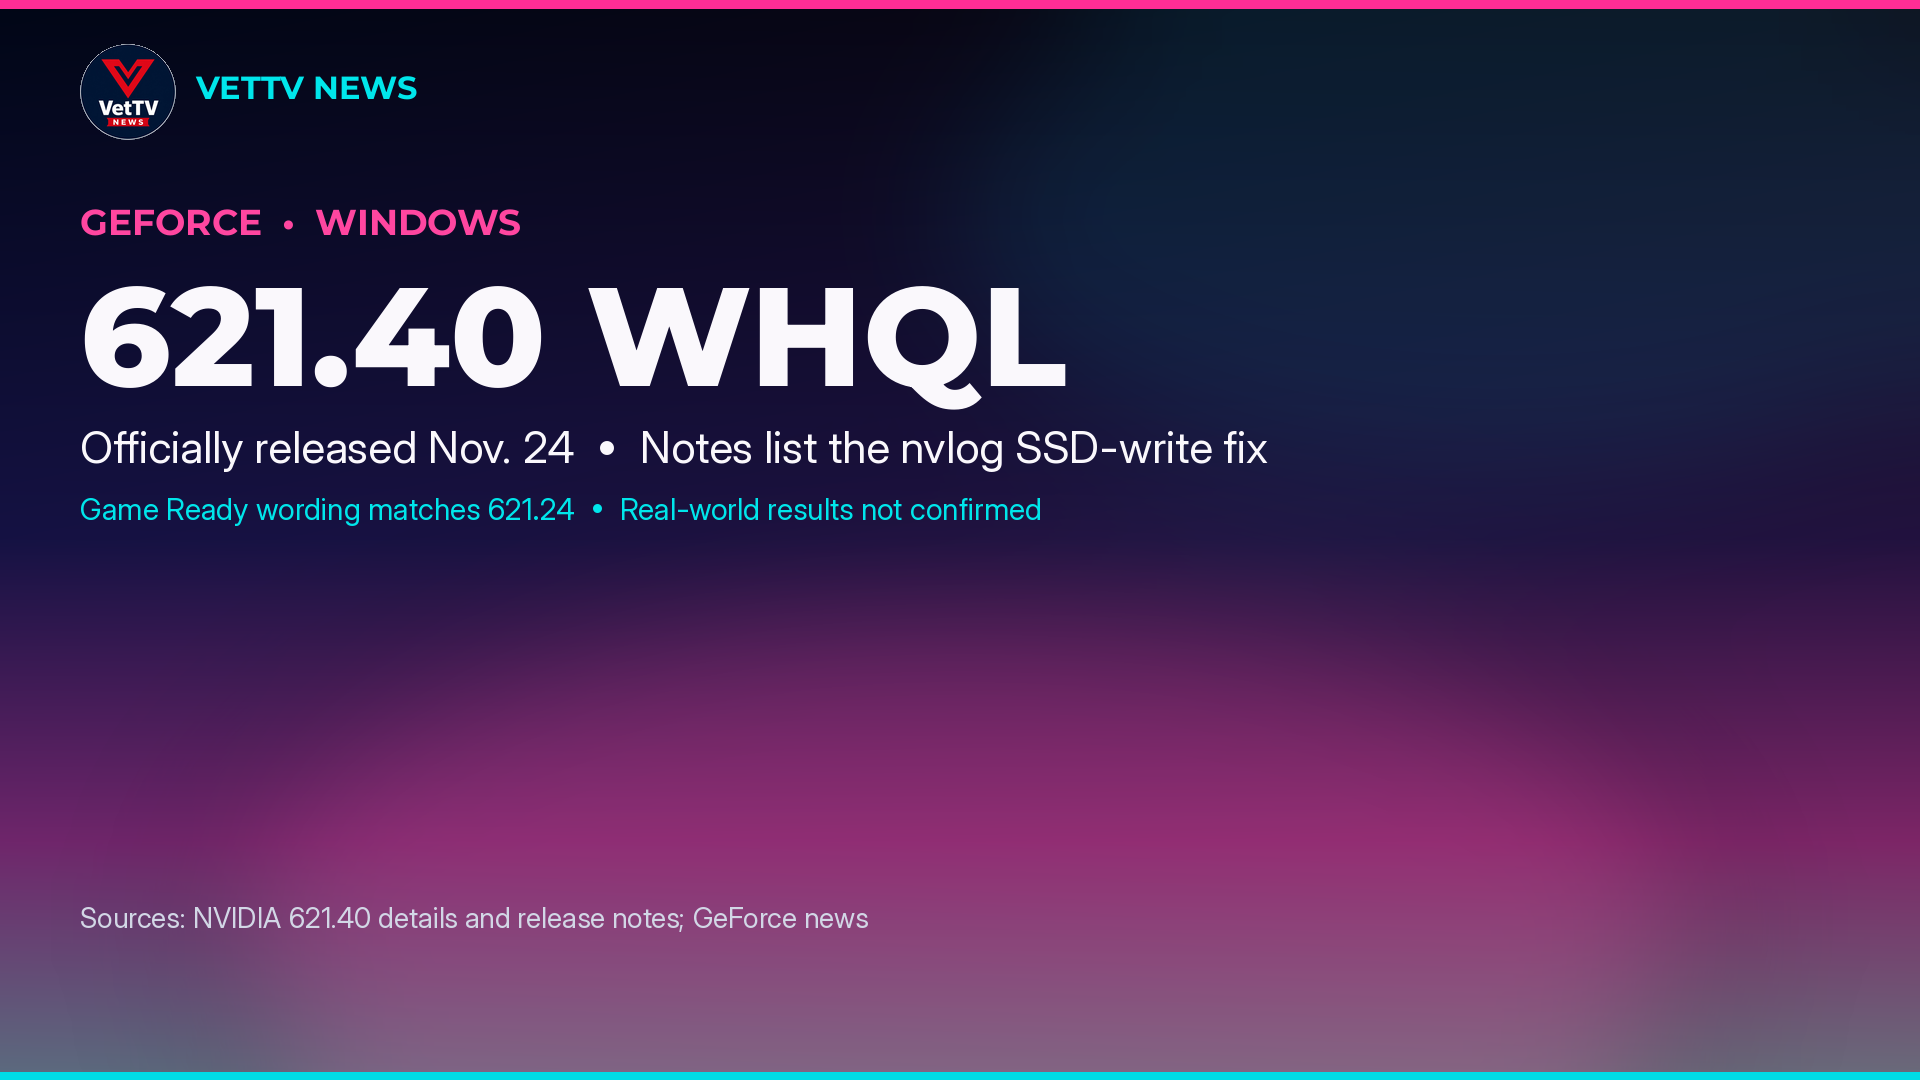 VetTV
NEWS
VETTV NEWS
GEFORCE • WINDOWS
621.40 WHQL
Officially released Nov. 24 • Notes list the nvlog SSD-write fix
Game Ready wording matches 621.24 • Real-world results not confirmed
Sources: NVIDIA 621.40 details and release notes; GeForce news